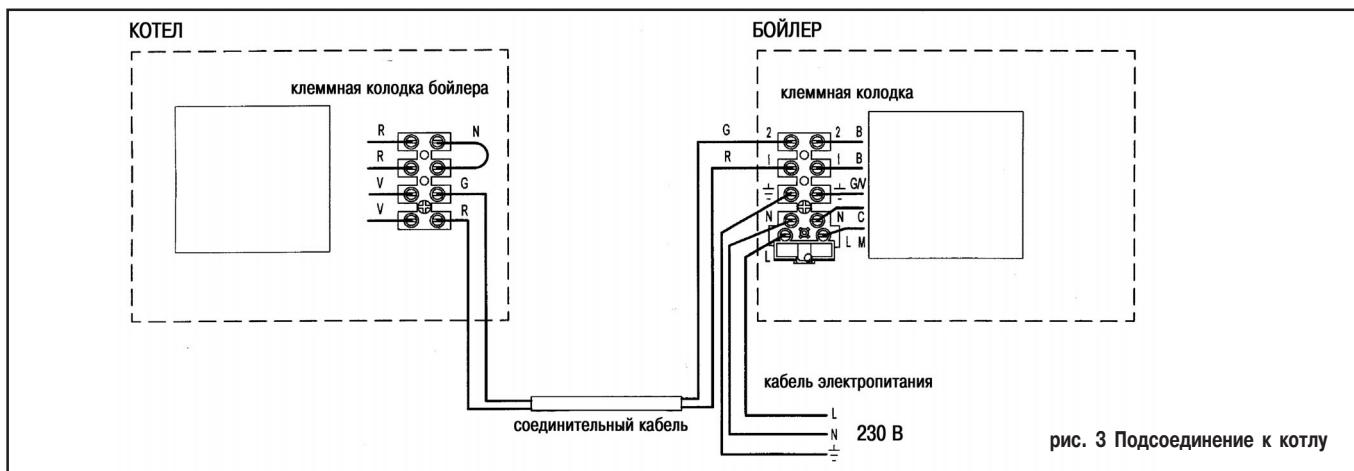 КОТЕЛ
клеммная колодка бойлера
R N
R
V G
V R
БОЙЛЕР
клеммная колодка
G 2 2 B
R 1 1 B
G/V
N N C
L L M
соединительный кабель
кабель электропитания
L
N 230 В
рис. 3 Подсоединение к котлу